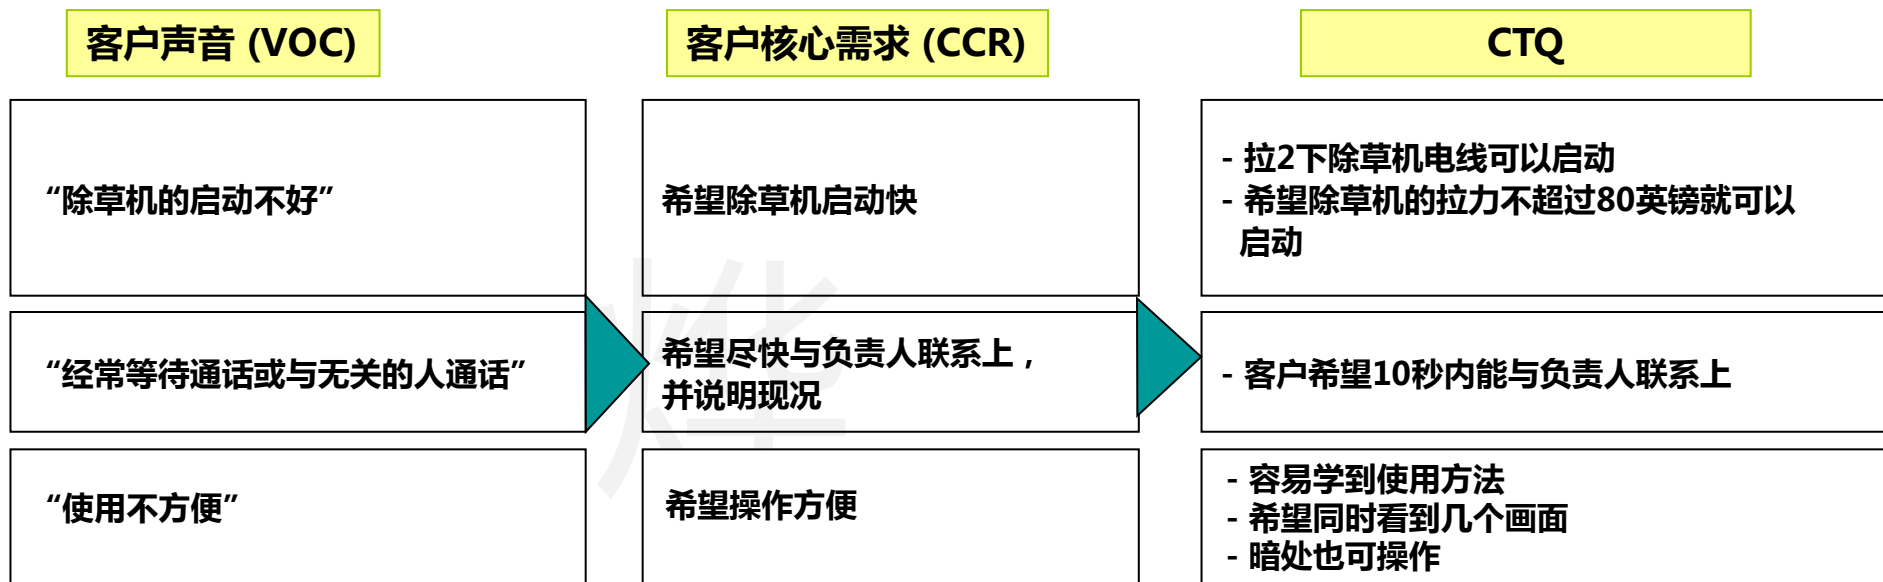 客户声音 (VOC)
客户核心需求 (CCR)
CTQ
“除草机的启动不好”
希望除草机启动快
- 拉2下除草机电线可以启动
- 希望除草机的拉力不超过80英镑就可以
启动
“经常等待通话或与无关的人通话”
希望尽快与负责人联系上，
并说明现况
- 客户希望10秒内能与负责人联系上
“使用不方便”
希望操作方便
- 容易学到使用方法
- 希望同时看到几个画面
- 暗处也可操作
烨